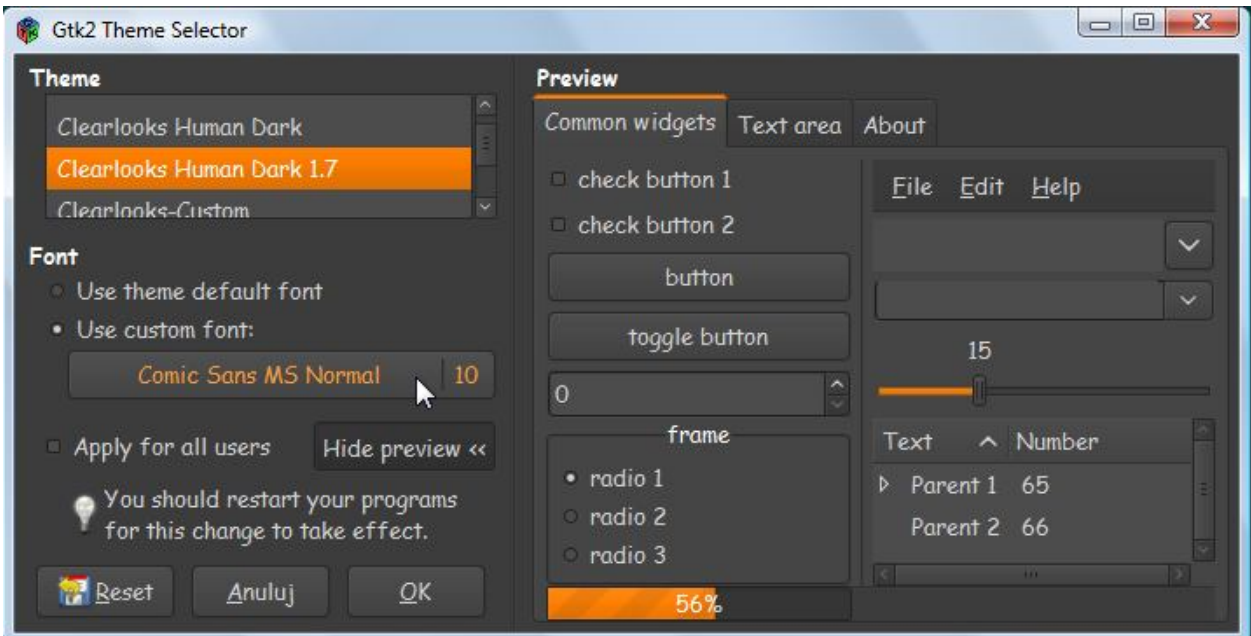 Gtk2 Theme Selector
Theme
Clearlooks Human Dark
Clearlooks Human Dark 1.7
Clearlooks-Custom
Font
Use theme default font
Use custom font:
Comic Sans MS Normal 10
Apply for all users
Hide preview <<
You should restart your programs
for this change to take effect.
Reset Anuluj OK
Preview
Common widgets Text area About
check button 1
check button 2
button
toggle button
0
frame
radio 1
radio 2
radio 3
56%
File Edit Help
15
Text Number
Parent 1 65
Parent 2 66